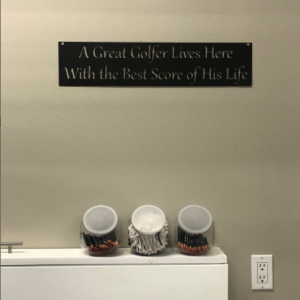 A Great Golfer Lives Here
With the Best Score of His Life